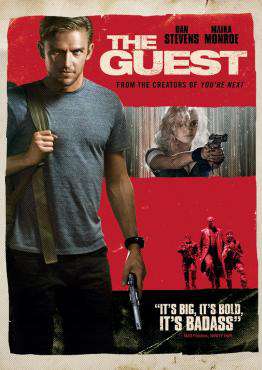 DAN STEVENS
MAIKA MONROE
THE
GUEST
FROM THE CREATORS OF YOU'RE NEXT
"IT'S BIG, IT'S BOLD,
IT'S BADASS"